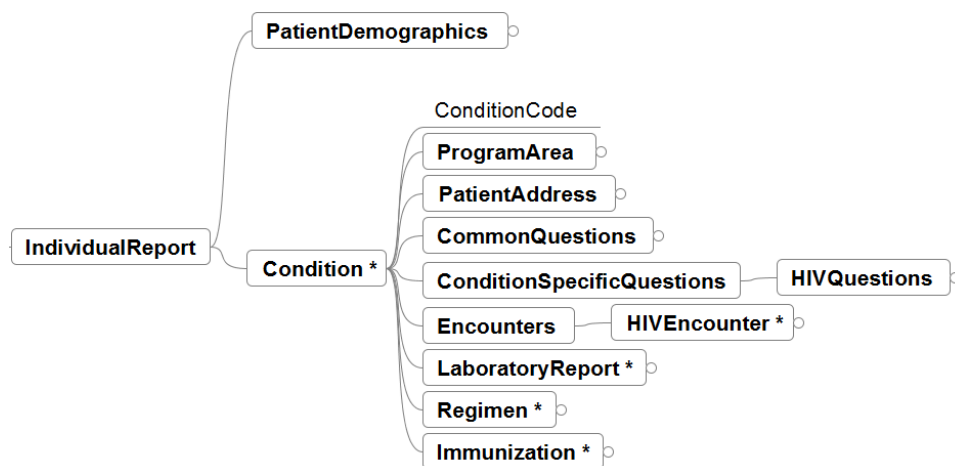 PatientDemographics
ConditionCode
ProgramArea
PatientAddress
CommonQuestions
IndividualReport
Condition *
ConditionSpecificQuestions
HIVQuestions
Encounters
HIVEncounter *
LaboratoryReport *
Regimen *
Immunization *